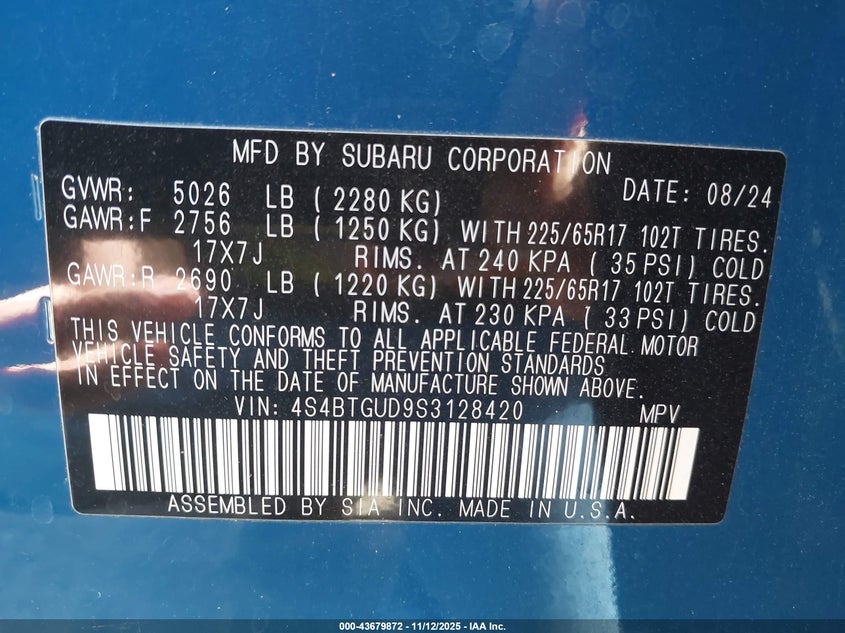 MFD BY SUBARU CORPORATION
GVWR: 5026 LB ( 2280 KG) DATE: 08/24
GAWR:F 2756 LB ( 1250 KG) WITH 225/65R17 102T TIRES.
17X7J RIMS. AT 240 KPA ( 35 PSI) COLD
GAWR:R 2690 LB ( 1220 KG) WITH 225/65R17 102T TIRES.
17X7J RIMS. AT 230 KPA ( 33 PSI) COLD
THIS VEHICLE CONFORMS TO ALL APPLICABLE FEDERAL MOTOR
VEHICLE SAFETY AND THEFT PREVENTION STANDARDS
IN EFFECT ON THE DATE OF MANUFACTURE SHOWN ABOVE.
VIN: 4S4BTGUD9S3128420 MPV
ASSEMBLED BY SIA INC. MADE IN U.S.A.
000-43679872 - 11/12/2025 - IAA Inc.